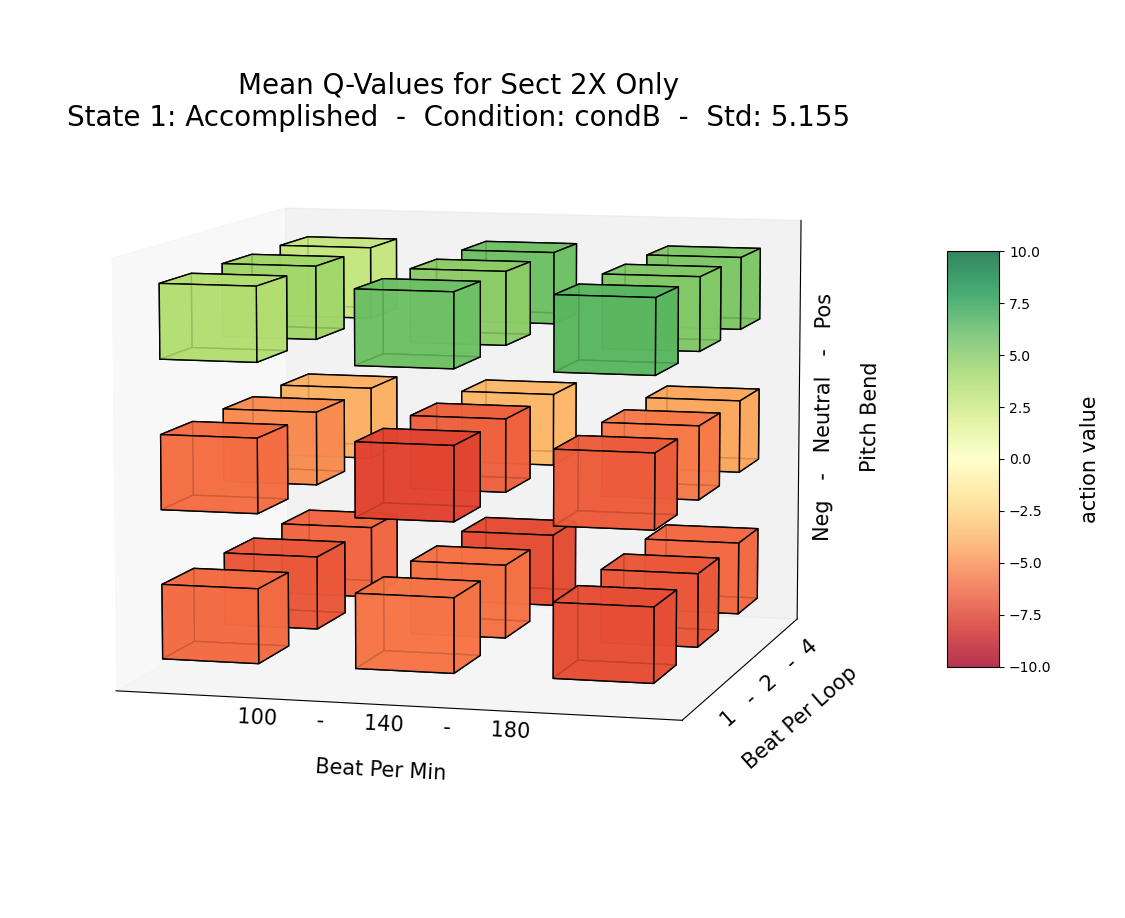 Mean Q-Values for Sect 2X Only
State 1: Accomplished  -  Condition: condB  -  Std: 5.155
Neg   -   Neutral   -   Pos
Pitch Bend
1  -  2  -  4
Beat Per Loop
100      -      140      -      180
Beat Per Min
10.0
7.5
5.0
2.5
0.0
−2.5
−5.0
−7.5
−10.0
action value